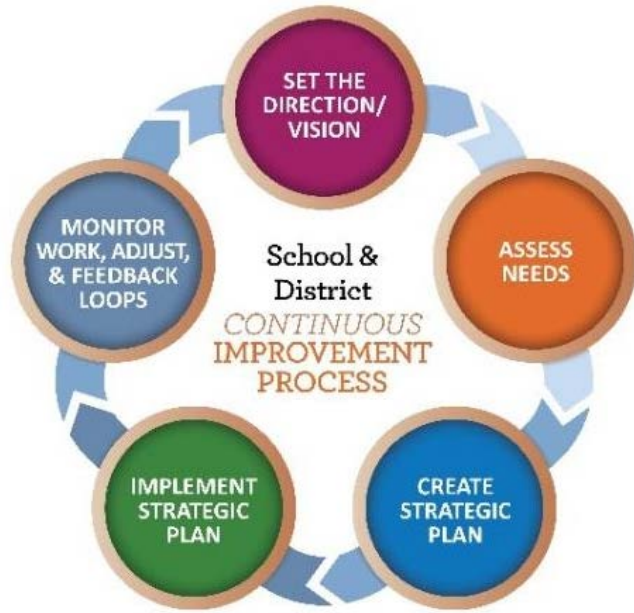 SET THE
DIRECTION/
VISION
ASSESS
NEEDS
CREATE
STRATEGIC
PLAN
IMPLEMENT
STRATEGIC
PLAN
MONITOR
WORK, ADJUST,
& FEEDBACK
LOOPS
School &
District
CONTINUOUS
IMPROVEMENT
PROCESS